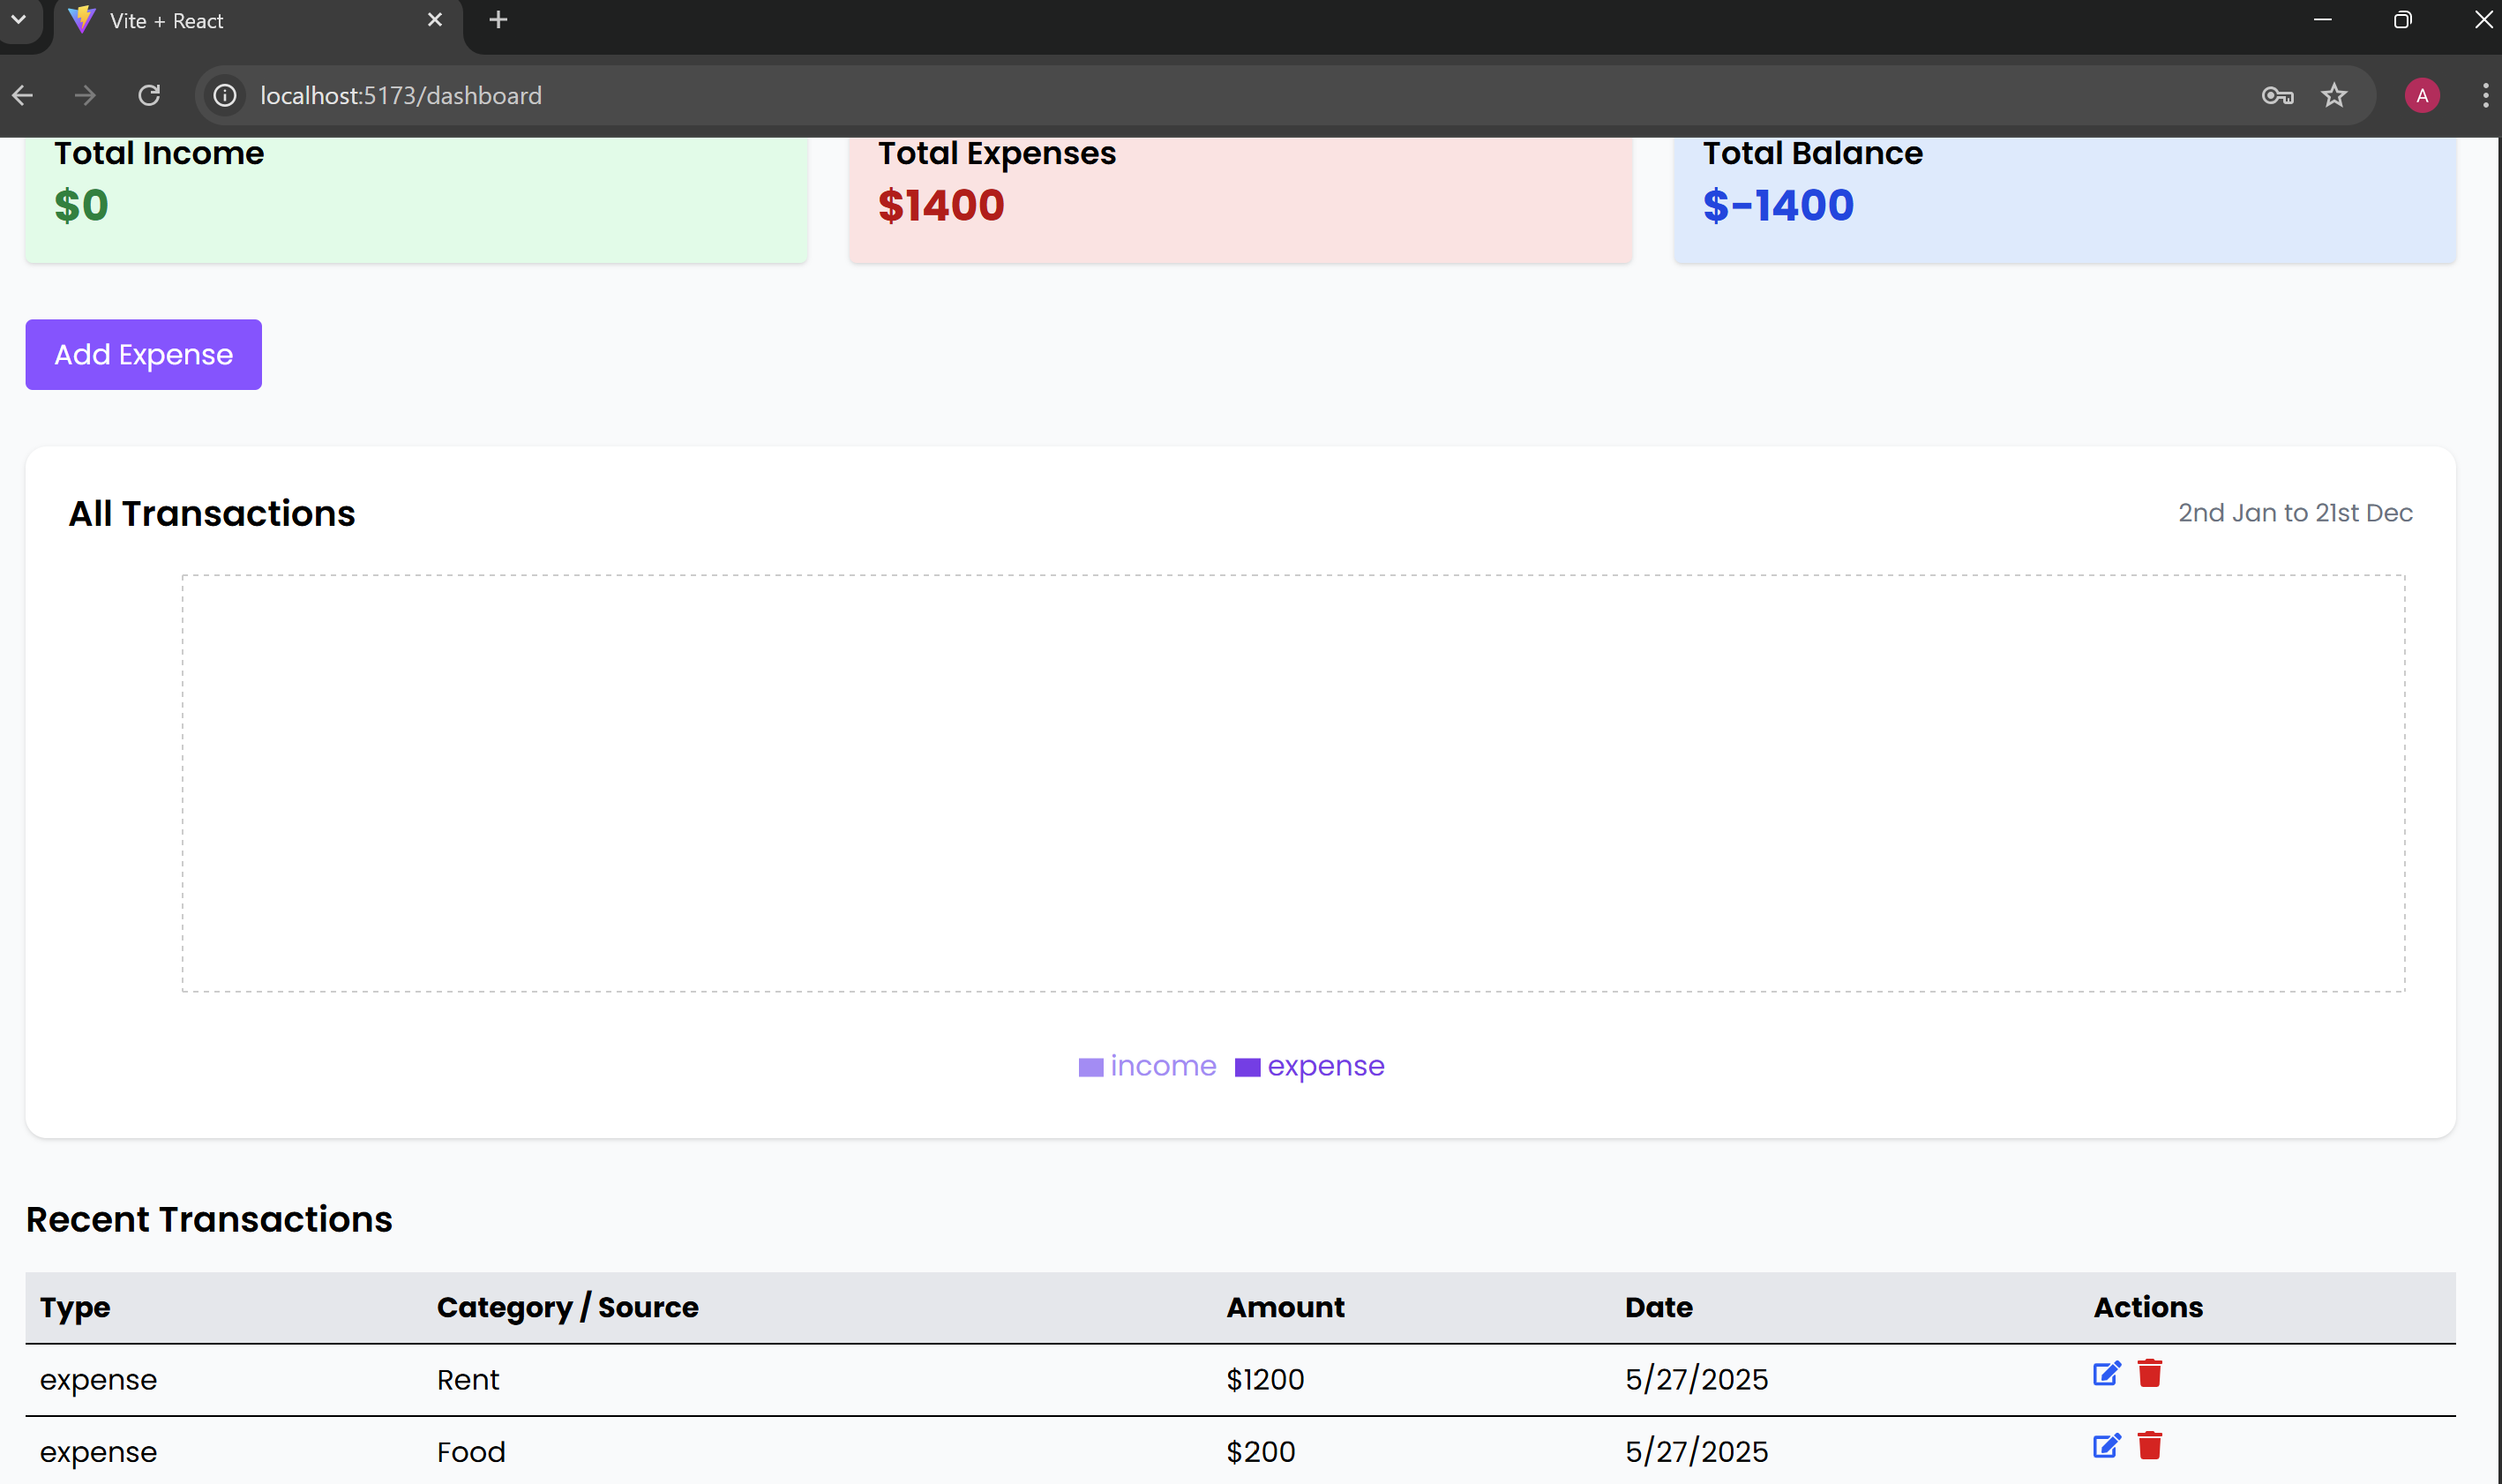 Vite + React
localhost:5173/dashboard
A
Total Income
$0
Total Expenses
$1400
Total Balance
$-1400
Add Expense
All Transactions
2nd Jan to 21st Dec
income expense
Recent Transactions
Type Category / Source Amount Date Actions
expense Rent $1200 5/27/2025
expense Food $200 5/27/2025